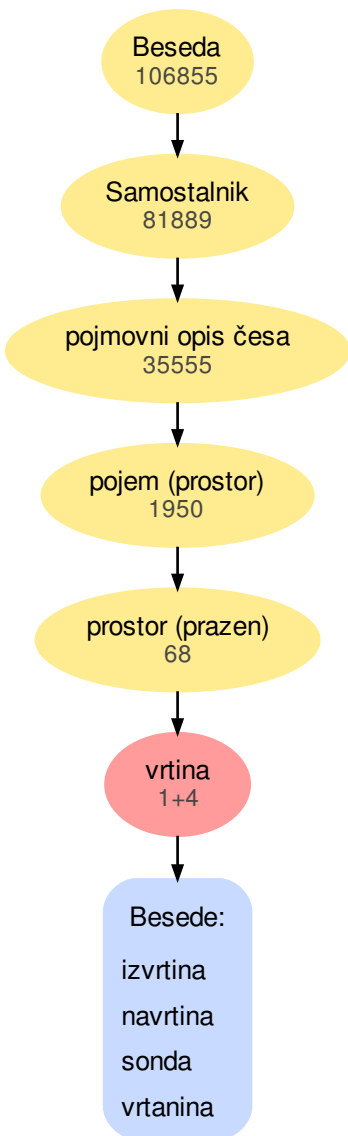 Beseda
106855
Samostalnik
81889
pojmovni opis česa
35555
pojem (prostor)
1950
prostor (prazen)
68
vrtina
1+4
Besede:
izvrtina
navrtina
sonda
vrtanina